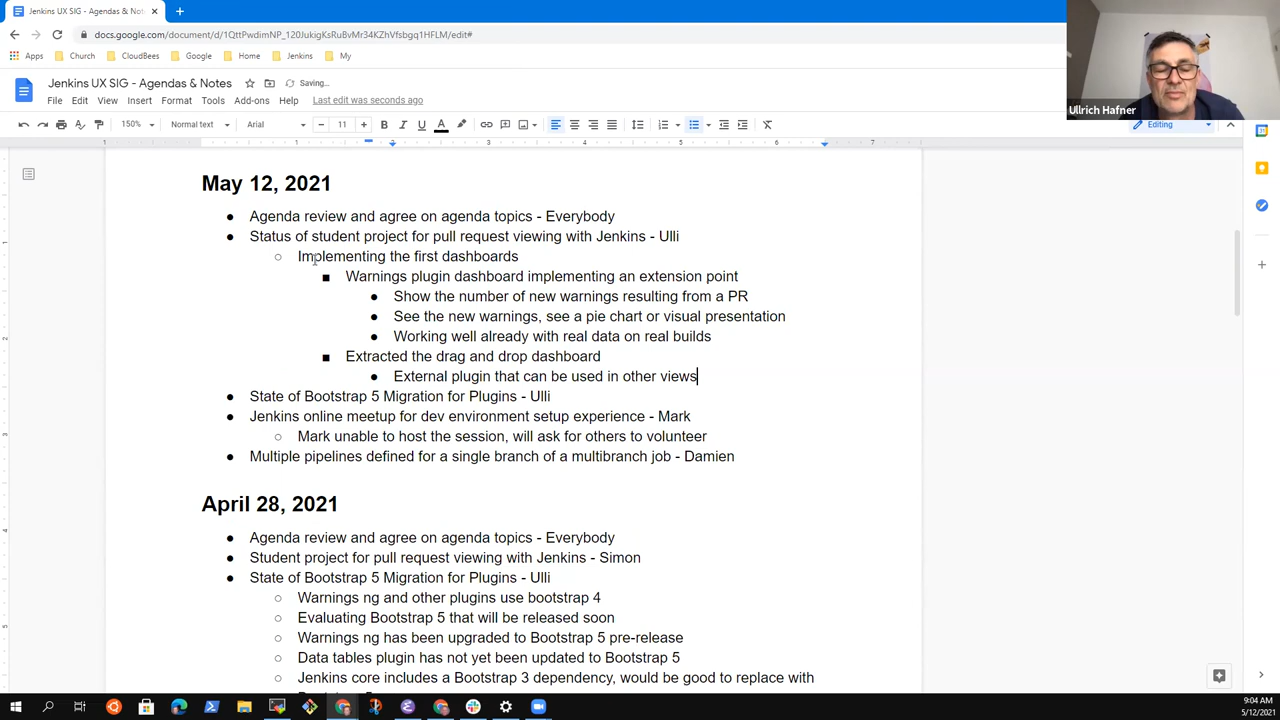 Jenkins UX SIG - Agendas & Not
docs.google.com/document/d/1QttPwdimNP_120JukigKsRuBvMr34KZhVfsbgq1HFLM/edit#
Apps
Church
CloudBees
Google
Home
Jenkins
My
Jenkins UX SIG - Agendas & Notes
Saving...
File Edit View Insert Format Tools Add-ons Help Last edit was seconds ago
150% Normal text Arial 11 Editing
Ullrich Hafner
1 2 3 4 5 6 7
May 12, 2021
Agenda review and agree on agenda topics - Everybody
Status of student project for pull request viewing with Jenkins - Ulli
Implementing the first dashboards
Warnings plugin dashboard implementing an extension point
Show the number of new warnings resulting from a PR
See the new warnings, see a pie chart or visual presentation
Working well already with real data on real builds
Extracted the drag and drop dashboard
External plugin that can be used in other views
State of Bootstrap 5 Migration for Plugins - Ulli
Jenkins online meetup for dev environment setup experience - Mark
Mark unable to host the session, will ask for others to volunteer
Multiple pipelines defined for a single branch of a multibranch job - Damien
April 28, 2021
Agenda review and agree on agenda topics - Everybody
Student project for pull request viewing with Jenkins - Simon
State of Bootstrap 5 Migration for Plugins - Ulli
Warnings ng and other plugins use bootstrap 4
Evaluating Bootstrap 5 that will be released soon
Warnings ng has been upgraded to Bootstrap 5 pre-release
Data tables plugin has not yet been updated to Bootstrap 5
Jenkins core includes a Bootstrap 3 dependency, would be good to replace with
9:04 AM
5/12/2021